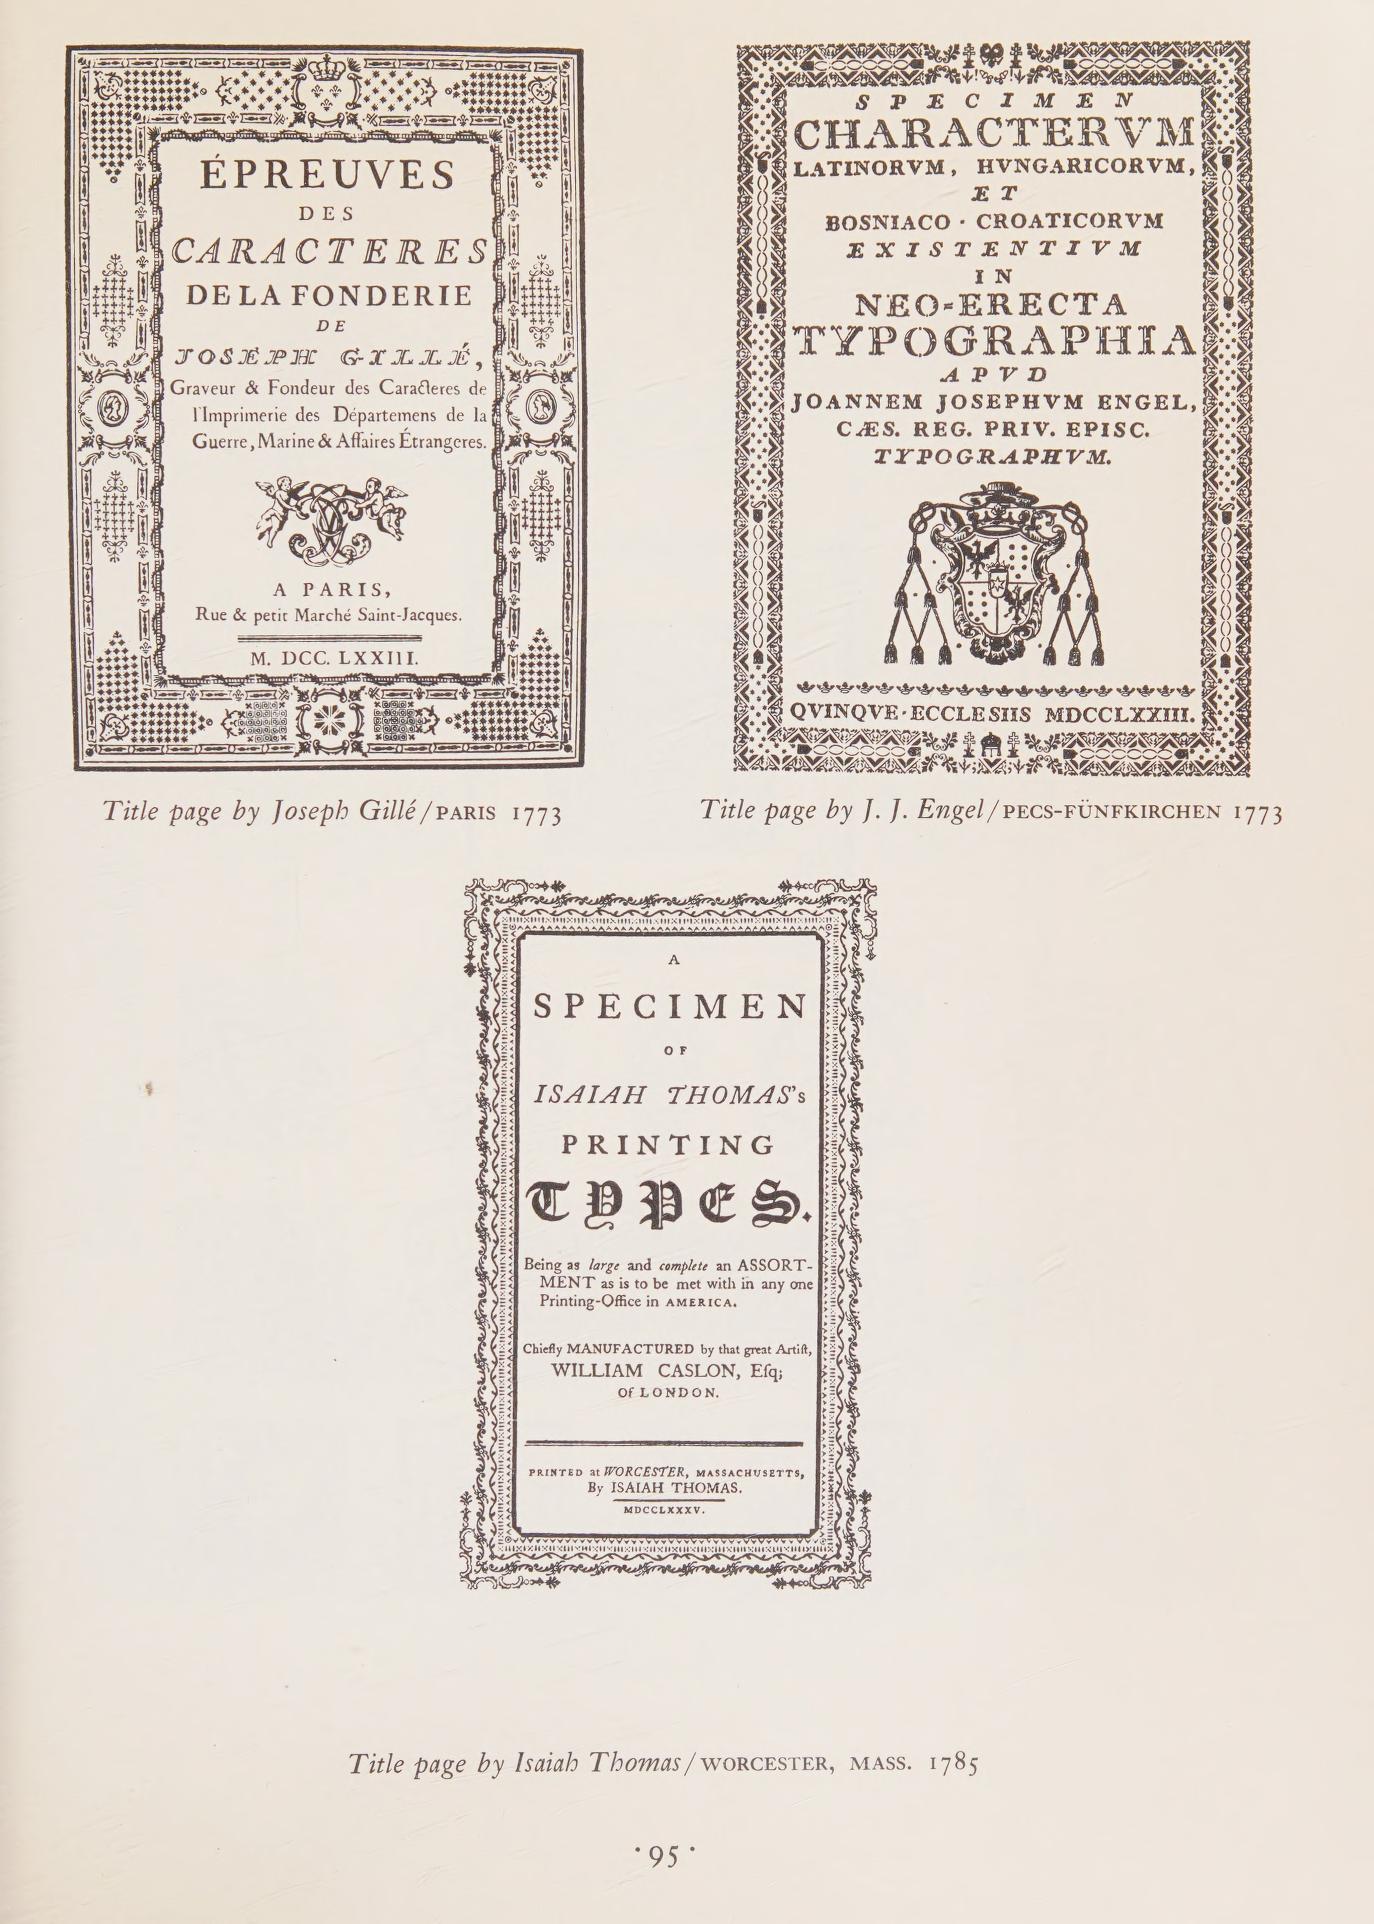 ÉPREUVES
DES
CARACTERES
DE LA FONDERIE
DE
JOSEPH GILLÉ,
Graveur & Fondeur des Caracteres de
l'Imprimerie des Départemens de la
Guerre, Marine & Affaires Étrangeres.
A PARIS,
Rue & petit Marché Saint-Jacques.
M. DCC. LXXIII.
Title page by Joseph Gillé/PARIS 1773
SPECIMEN
CHARACTERVM
LATINORVM, HVNGARICORVM,
ET
BOSNIACO · CROATICORVM
EXISTENTIVM
IN
NEO-ERECTA
TYPOGRAPHIA
APVD
JOANNEM JOSEPHVM ENGEL,
CÆS. REG. PRIV. EPISC.
TYPOGRAPHVM.
QVINQVE·ECCLESIIS MDCCLXXIII.
Title page by J. J. Engel/PECS-FÜNFKIRCHEN 1773
A
SPECIMEN
OF
ISAIAH THOMAS's
PRINTING
TYPES.
Being as large and complete an ASSORT-
MENT as is to be met with in any one
Printing-Office in AMERICA.
Chiefly MANUFACTURED by that great Artiſt,
WILLIAM CASLON, Eſq;
Of LONDON.
PRINTED at WORCESTER, MASSACHUSETTS,
By ISAIAH THOMAS.
MDCCLXXXV.
Title page by Isaiah Thomas/WORCESTER, MASS. 1785
·95·